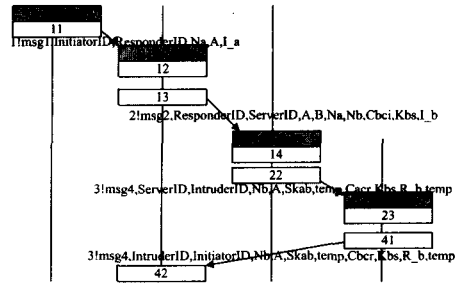 11
1!msg1,InitiatorID,ResponderID,Na,A,I_a
12
13
2!msg2,ResponderID,ServerID,A,B,Na,Nb,Cbci,Kbs,I_b
14
22
3!msg4,ServerID,IntruderID,Nb,A,Skab,temp,Cacr,Kbs,R_b,temp
23
41
3!msg4,IntruderID,InitiatorID,Nb,A,Skab,temp,Cbcr,Kbs,R_b,temp
42